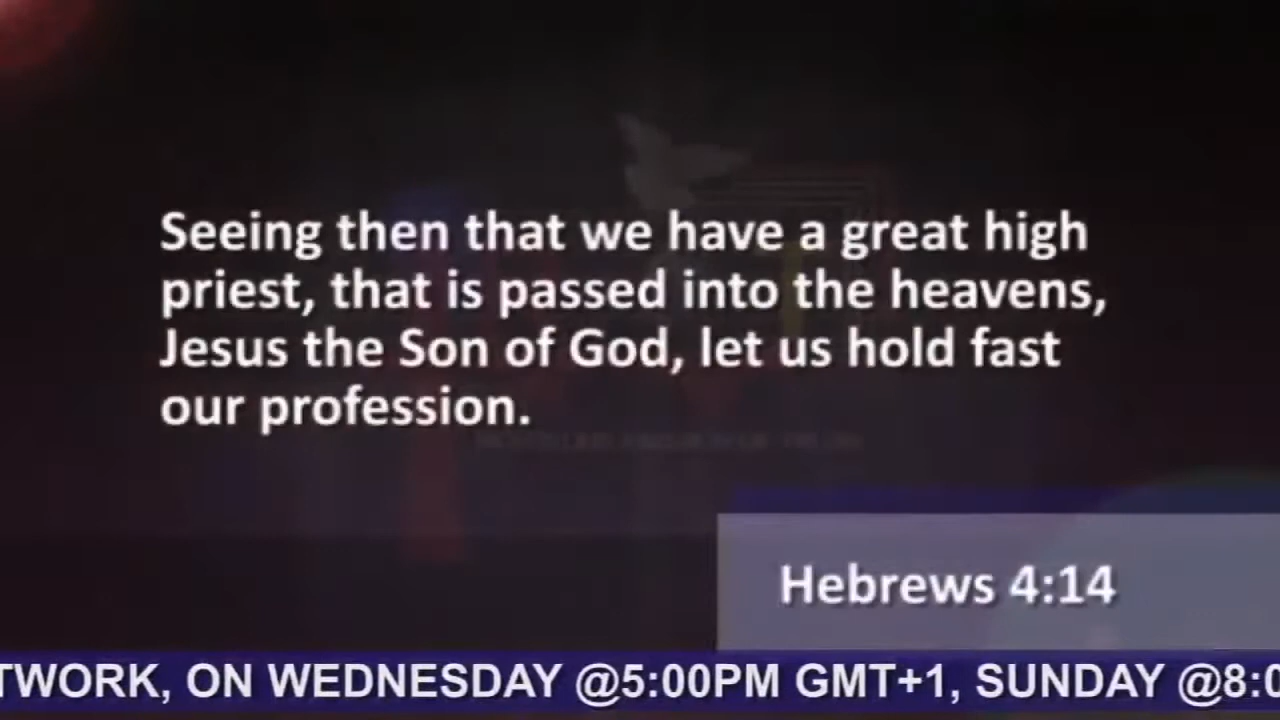 Seeing then that we have a great high
priest, that is passed into the heavens,
Jesus the Son of God, let us hold fast
our profession.
Hebrews 4:14
TWORK, ON WEDNESDAY @5:00PM GMT+1, SUNDAY @8:0